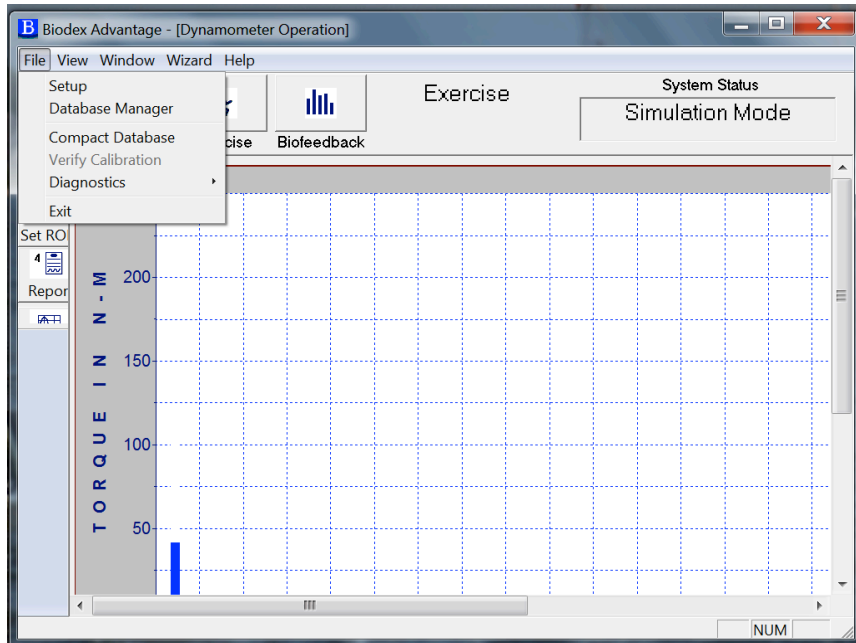 B Biodex Advantage - [Dynamometer Operation]
File View Window Wizard Help
Setup
Database Manager
Compact Database
Verify Calibration
Diagnostics
Exit
Biofeedback
Exercise
System Status
Simulation Mode
Set RO
4
Repor
TORQUE IN N-M
200
150
100
50
NUM